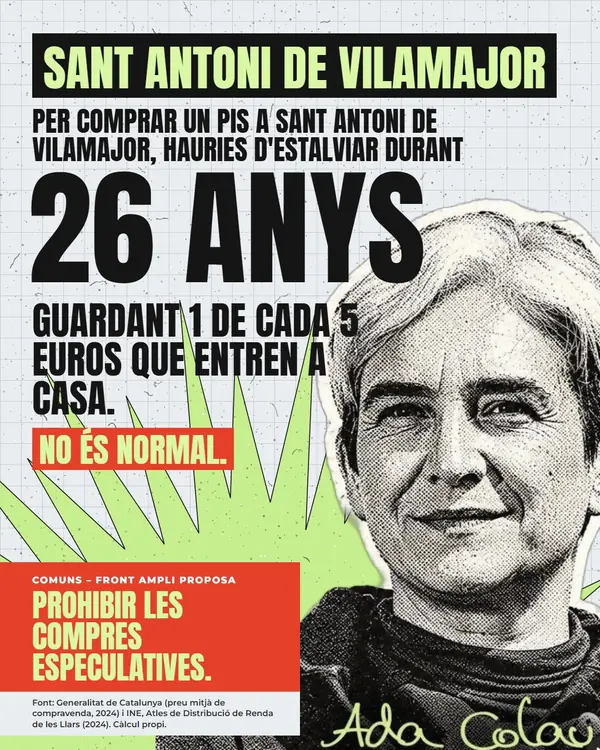 SANT ANTONI DE VILAMAJOR
PER COMPRAR UN PIS A SANT ANTONI DE
VILAMAJOR, HAURIES D'ESTALVIAR DURANT
26 ANYS
GUARDANT 1 DE CADA 5
EUROS QUE ENTREN A
CASA.
NO ÉS NORMAL.
COMUNS – FRONT AMPLI PROPOSA
PROHIBIR LES
COMPRES
ESPECULATIVES.
Font: Generalitat de Catalunya (preu mitjà de
compravenda, 2024) i INE, Atles de Distribució de Renda
de les Llars (2024). Càlcul propi.
Ada Colau